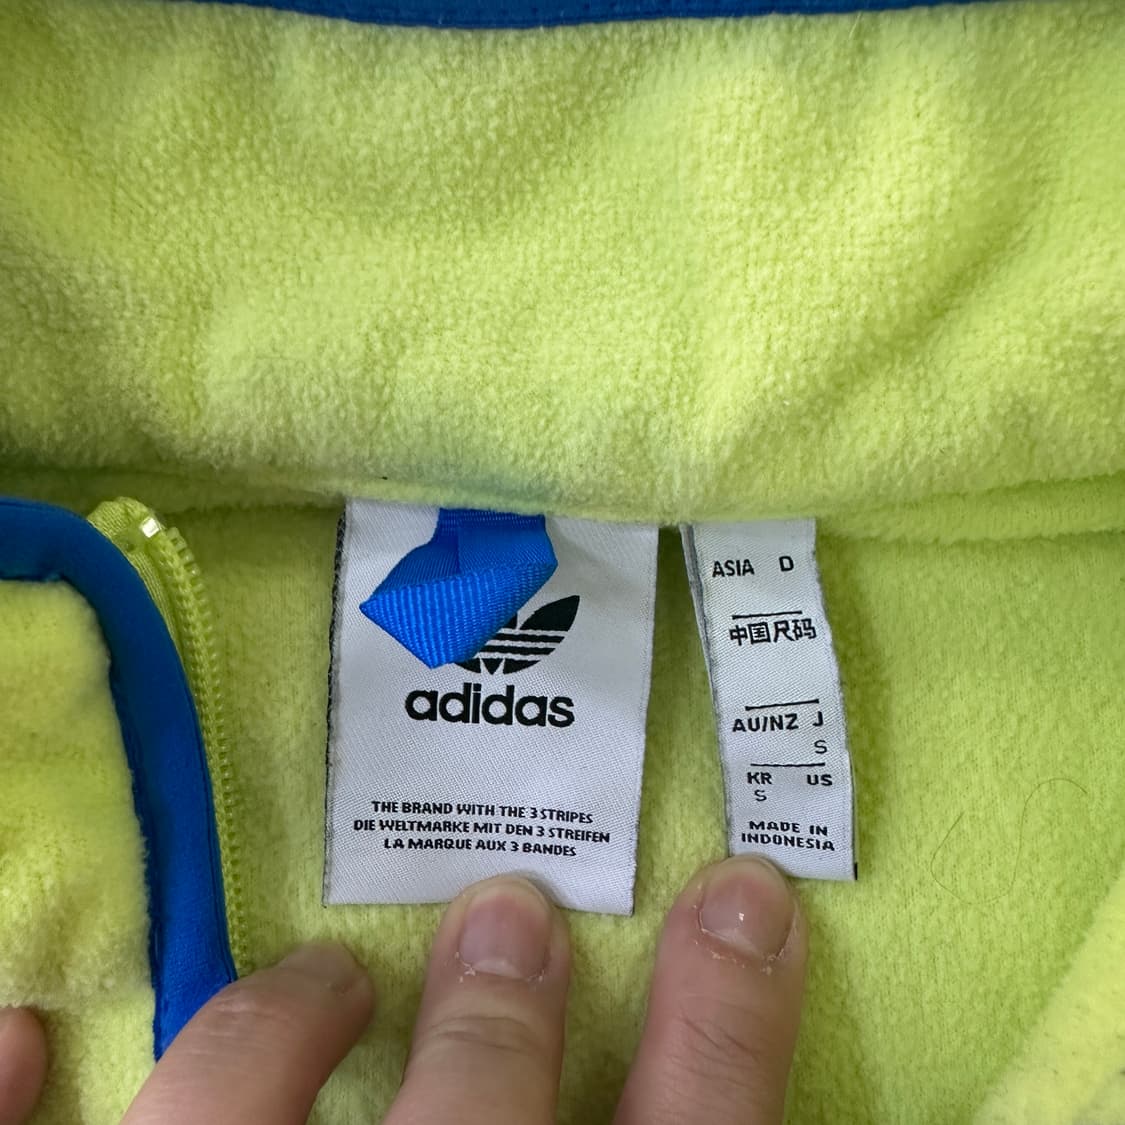 adidas
THE BRAND WITH THE 3 STRIPES
DIE WELTMARKE MIT DEN 3 STREIFEN
LA MARQUE AUX 3 BANDES
ASIA D
中国尺码
AU/NZ J
S
KR US
S
MADE IN
INDONESIA